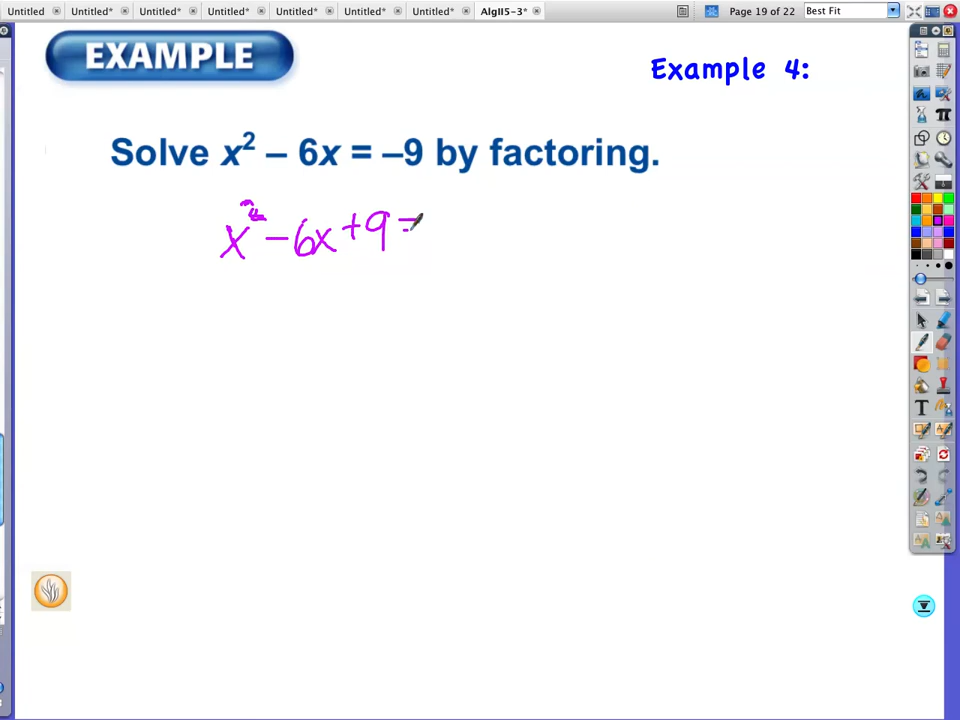 Untitled Untitled* Untitled* Untitled* Untitled* Untitled* Untitled* AlgII5-3* Page 19 of 22 Best Fit
EXAMPLE
Example 4:
Solve x² – 6x = –9 by factoring.
x² - 6x + 9 =